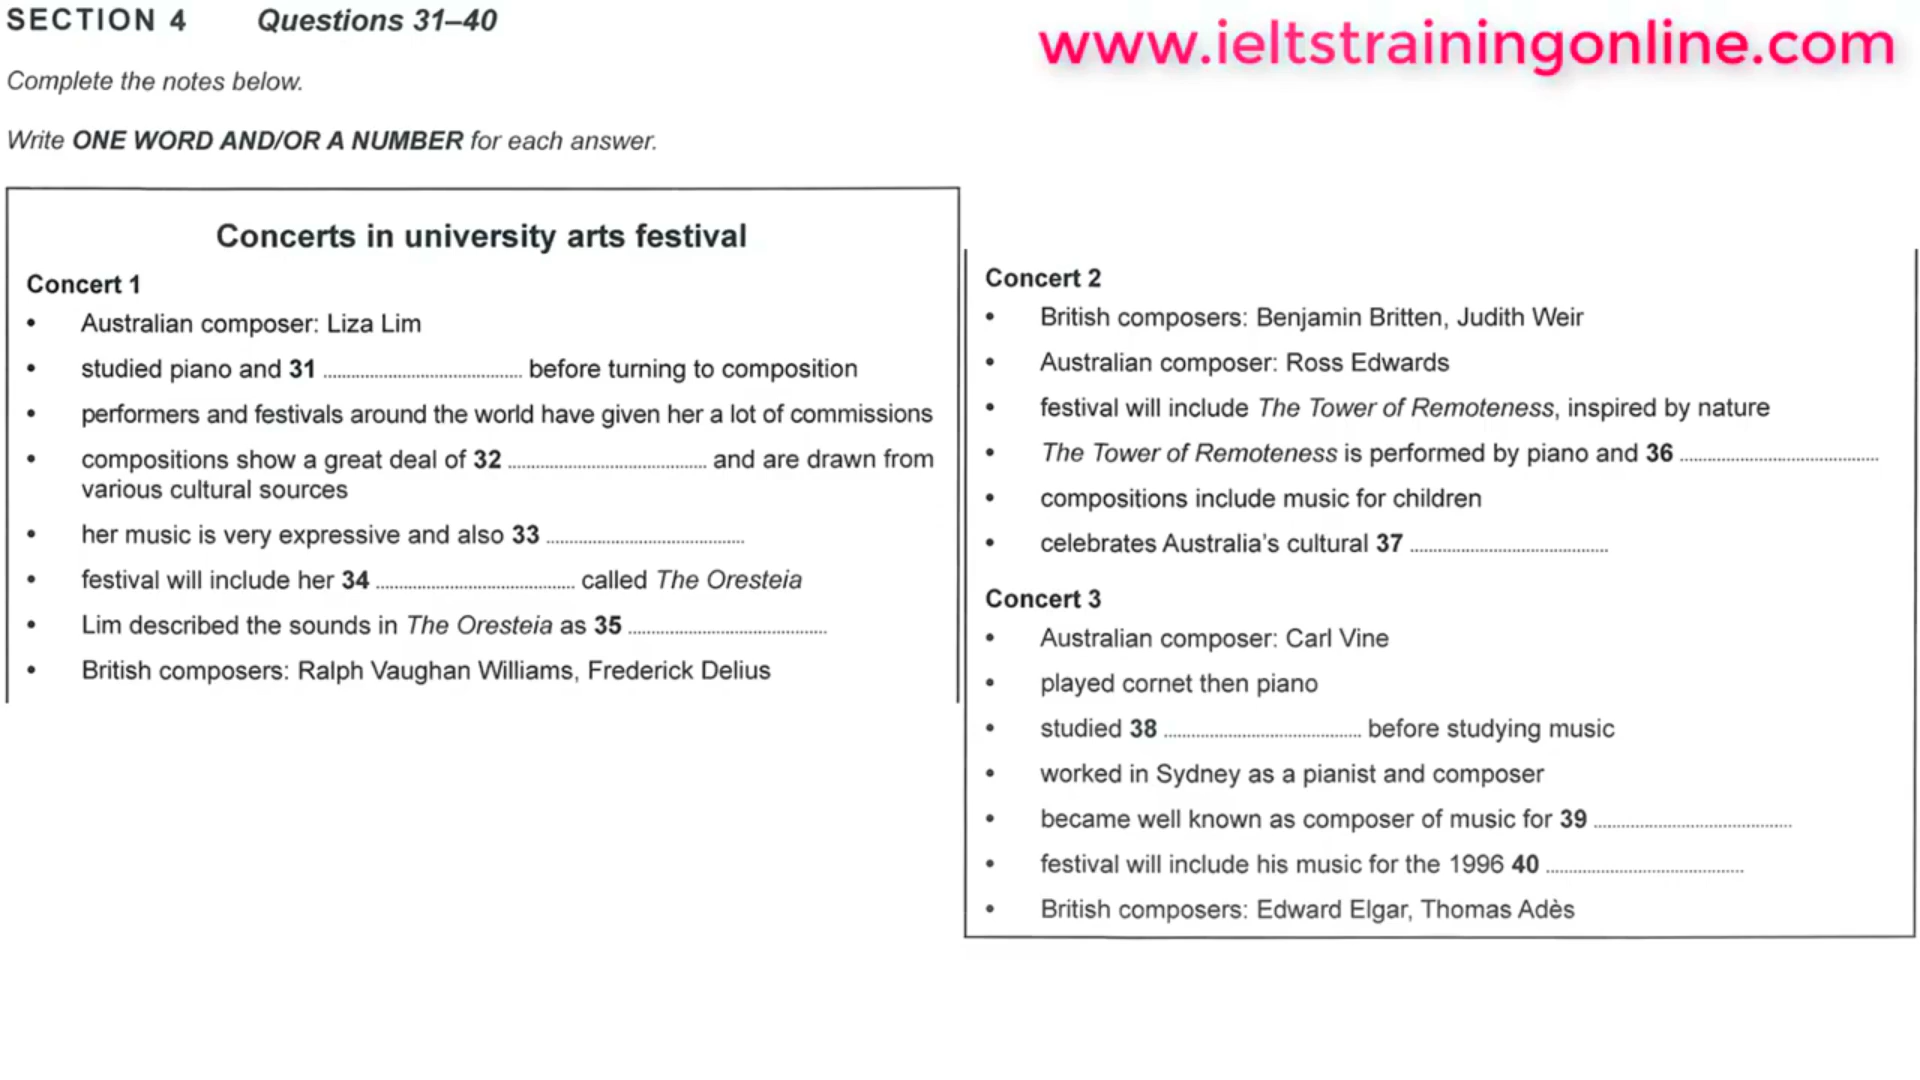 SECTION 4 Questions 31–40
www.ieltstrainingonline.com
Complete the notes below.
Write ONE WORD AND/OR A NUMBER for each answer.
Concerts in university arts festival
Concert 1
• Australian composer: Liza Lim
• studied piano and 31 .................................... before turning to composition
• performers and festivals around the world have given her a lot of commissions
• compositions show a great deal of 32 .................................... and are drawn from
various cultural sources
• her music is very expressive and also 33 ....................................
• festival will include her 34 .................................... called The Oresteia
• Lim described the sounds in The Oresteia as 35 ....................................
• British composers: Ralph Vaughan Williams, Frederick Delius
Concert 2
• British composers: Benjamin Britten, Judith Weir
• Australian composer: Ross Edwards
• festival will include The Tower of Remoteness, inspired by nature
• The Tower of Remoteness is performed by piano and 36 ....................................
• compositions include music for children
• celebrates Australia's cultural 37 ....................................
Concert 3
• Australian composer: Carl Vine
• played cornet then piano
• studied 38 .................................... before studying music
• worked in Sydney as a pianist and composer
• became well known as composer of music for 39 ....................................
• festival will include his music for the 1996 40 ....................................
• British composers: Edward Elgar, Thomas Adès